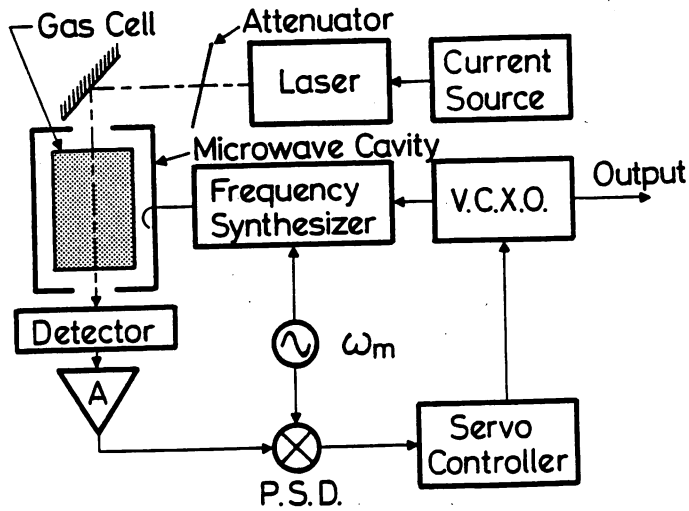 Gas Cell
Attenuator
Laser
Current
Source
Microwave Cavity
Frequency
Synthesizer
V.C.X.O.
Output
Detector
ωm
A
Servo
Controller
P.S.D.